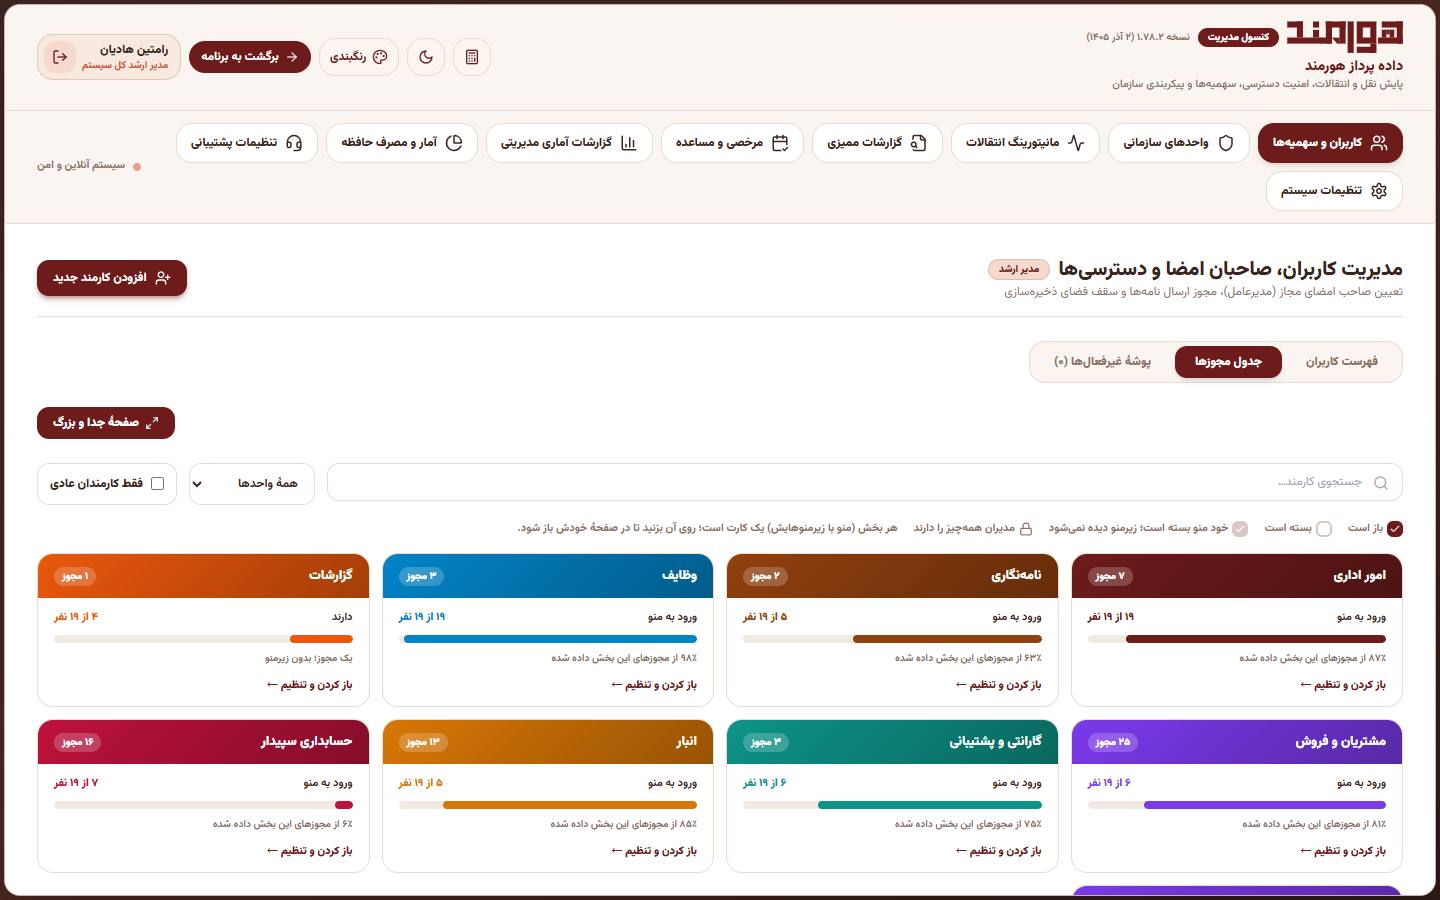 هورمند
کنسول مدیریت
نسخه ۱.۷۸.۲ (۲ آذر ۱۴۰۵)
داده پرداز هورمند
پایش نقل و انتقالات، امنیت دسترسی، سهمیه‌ها و پیکربندی سازمان
رنگبندی
برگشت به برنامه
رامتین هادیان
مدیر ارشد کل سیستم
کاربران و سهمیه‌ها
واحدهای سازمانی
مانیتورینگ انتقالات
گزارشات ممیزی
مرخصی و مساعده
گزارشات آماری مدیریتی
آمار و مصرف حافظه
تنظیمات پشتیبانی
تنظیمات سیستم
سیستم آنلاین و امن
مدیریت کاربران، صاحبان امضا و دسترسی‌ها
مدیر ارشد
تعیین صاحب امضای مجاز (مدیرعامل)، مجوز ارسال نامه‌ها و سقف فضای ذخیره‌سازی
افزودن کارمند جدید
فهرست کاربران
جدول مجوزها
پوشهٔ غیرفعال‌ها (۰)
صفحهٔ جدا و بزرگ
جستجوی کارمند...
همهٔ واحدها
فقط کارمندان عادی
باز است
بسته است
خود منو بسته است؛ زیرمنو دیده نمی‌شود
مدیران همه‌چیز را دارند
هر بخش (منو با زیرمنوهایش) یک کارت است؛ روی آن بزنید تا در صفحهٔ خودش باز شود.
امور اداری
۷ مجوز
ورود به منو
۱۹ از ۱۹ نفر
۸۷٪ از مجوزهای این بخش داده شده
باز کردن و تنظیم ←
نامه‌نگاری
۲ مجوز
ورود به منو
۵ از ۱۹ نفر
۶۳٪ از مجوزهای این بخش داده شده
باز کردن و تنظیم ←
وظایف
۳ مجوز
ورود به منو
۱۹ از ۱۹ نفر
۹۸٪ از مجوزهای این بخش داده شده
باز کردن و تنظیم ←
گزارشات
۱ مجوز
دارند
۴ از ۱۹ نفر
یک مجوز؛ بدون زیرمنو
باز کردن و تنظیم ←
مشتریان و فروش
۲۵ مجوز
ورود به منو
۶ از ۱۹ نفر
۸۱٪ از مجوزهای این بخش داده شده
باز کردن و تنظیم ←
گارانتی و پشتیبانی
۳ مجوز
ورود به منو
۶ از ۱۹ نفر
۷۵٪ از مجوزهای این بخش داده شده
باز کردن و تنظیم ←
انبار
۱۳ مجوز
ورود به منو
۵ از ۱۹ نفر
۸۵٪ از مجوزهای این بخش داده شده
باز کردن و تنظیم ←
حسابداری سپیدار
۱۶ مجوز
ورود به منو
۷ از ۱۹ نفر
۶٪ از مجوزهای این بخش داده شده
باز کردن و تنظیم ←